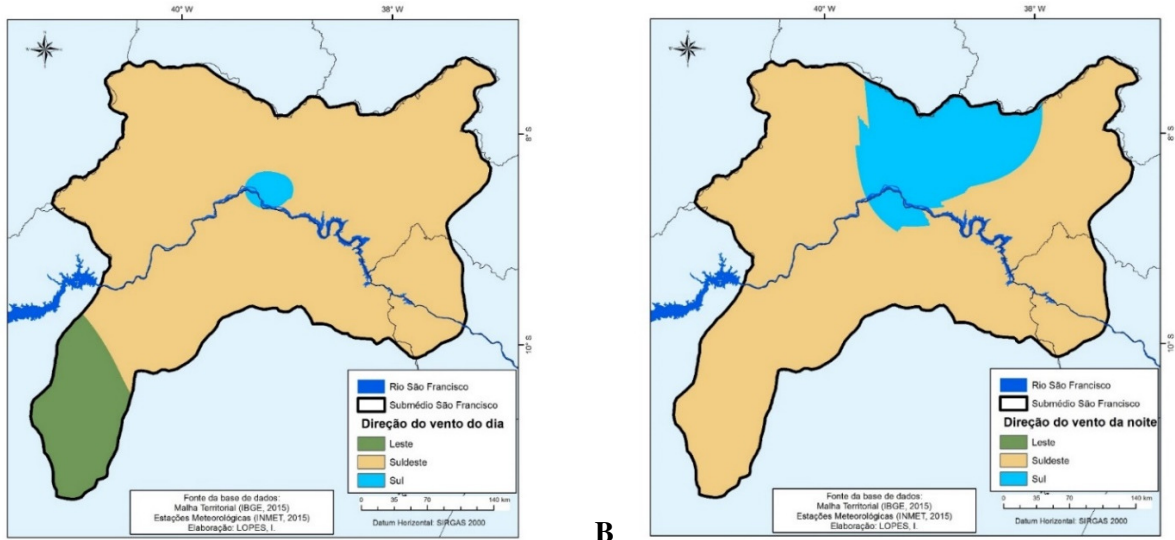 40° W
38° W
8° S
10° S
Rio São Francisco
Submédio São Francisco
Direção do vento do dia
Leste
Suldeste
Sul
0 35 70 140 km
Datum Horizontal: SIRGAS 2000
Fonte da base de dados:
Malha Territorial (IBGE, 2015)
Estações Meteorológicas (INMET, 2015)
Elaboração: LOPES, I.
B
40° W
38° W
8° S
10° S
Rio São Francisco
Submédio São Francisco
Direção do vento da noite
Leste
Suldeste
Sul
0 35 70 140 km
Datum Horizontal: SIRGAS 2000
Fonte da base de dados:
Malha Territorial (IBGE, 2015)
Estações Meteorológicas (INMET, 2015)
Elaboração: LOPES, I.